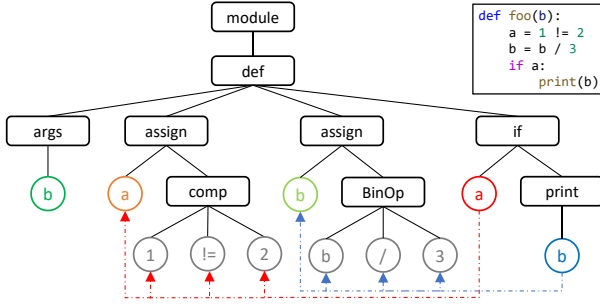 module
def foo(b):
    a = 1 != 2
    b = b / 3
    if a:
        print(b)
def
args assign assign if
b a comp b BinOp a print
1 != 2 b / 3 b